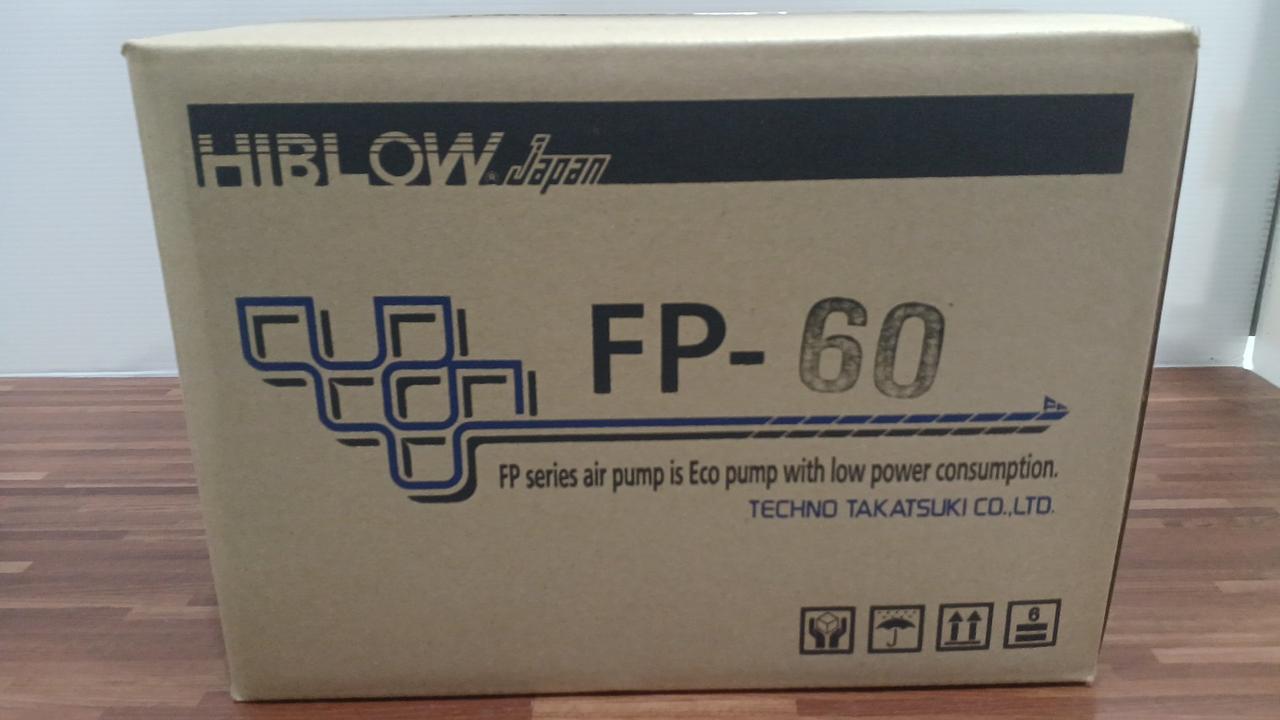 HIBLOW® Japan
FP-60
FP series air pump is Eco pump with low power consumption.
TECHNO TAKATSUKI CO.,LTD.
6